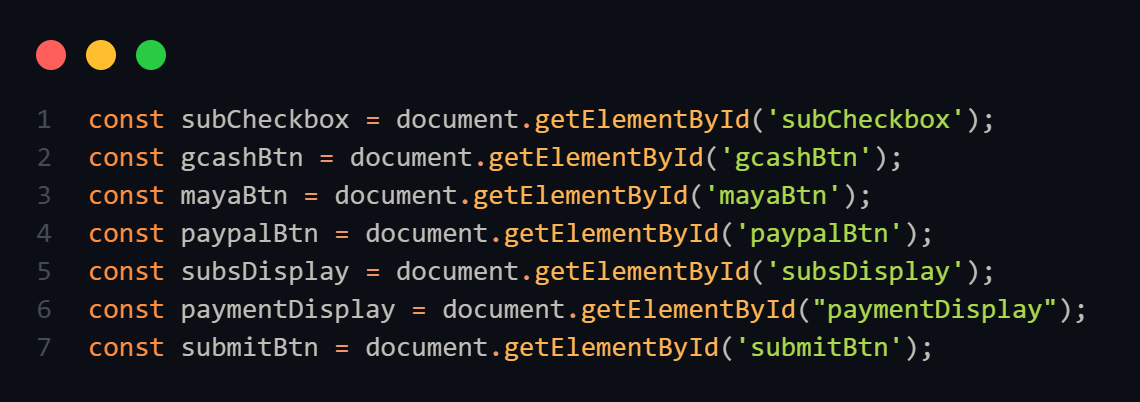 1 const subCheckbox = document.getElementById('subCheckbox');
2 const gcashBtn = document.getElementById('gcashBtn');
3 const mayaBtn = document.getElementById('mayaBtn');
4 const paypalBtn = document.getElementById('paypalBtn');
5 const subsDisplay = document.getElementById('subsDisplay');
6 const paymentDisplay = document.getElementById("paymentDisplay");
7 const submitBtn = document.getElementById('submitBtn');